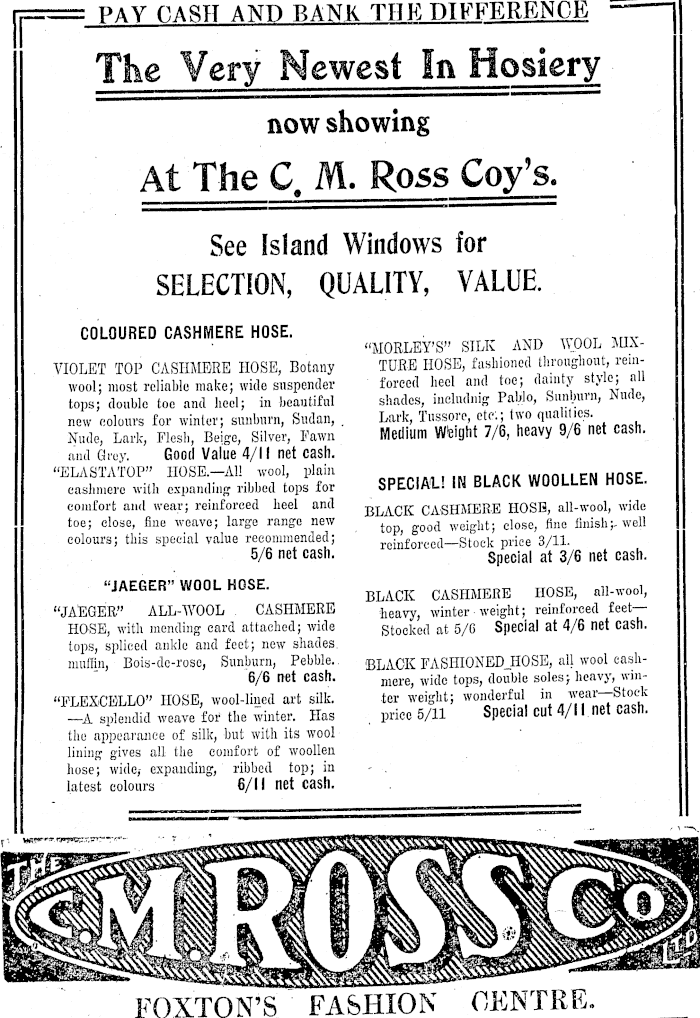 PAY CASH AND BANK THE DIFFERENCE
The Very Newest In Hosiery
now showing
At The C. M. Ross Coy's.
See Island Windows for
SELECTION, QUALITY, VALUE.
COLOURED CASHMERE HOSE.
VIOLET TOP CASHMERE HOSE, Botany
wool; most reliable make; wide suspender
tops; double toe and heel; in beautiful
new colours for winter; sunburn, Sudan,
Nude, Lark, Flesh, Beige, Silver, Fawn
and Grey. Good Value 4/11 net cash.
"ELASTATOP" HOSE.—All wool, plain
cashmere with expanding ribbed tops for
comfort and wear; reinforced heel and
toe; close, fine weave; large range new
colours; this special value recommended;
5/6 net cash.
"JAEGER" WOOL HOSE.
"JAEGER" ALL-WOOL CASHMERE
HOSE, with mending card attached; wide
tops, spliced ankle and feet; new shades
muffin, Bois-de-rose, Sunburn, Pebble.
6/6 net cash.
"FLEXCELLO" HOSE, wool-lined art silk.
—A splendid weave for the winter. Has
the appearance of silk, but with its wool
lining gives all the comfort of woollen
hose; wide, expanding, ribbed top; in
latest colours 6/11 net cash.
"MORLEY'S" SILK AND WOOL MIX-
TURE HOSE, fashioned throughout, rein-
forced heel and toe; dainty style; all
shades, includnig Pablo, Sunburn, Nude,
Lark, Tussore, etc.; two qualities.
Medium Weight 7/6, heavy 9/6 net cash.
SPECIAL! IN BLACK WOOLLEN HOSE.
BLACK CASHMERE HOSE, all-wool, wide
top, good weight; close, fine finish; well
reinforced—Stock price 3/11.
Special at 3/6 net cash.
BLACK CASHMERE HOSE, all-wool,
heavy, winter weight; reinforced feet—
Stocked at 5/6 Special at 4/6 net cash.
BLACK FASHIONED HOSE, all wool cash-
mere, wide tops, double soles; heavy, win-
ter weight; wonderful in wear—Stock
price 5/11 Special cut 4/11 net cash.
THE
C.M. ROSS Co
LTD
FOXTON'S FASHION CENTRE.